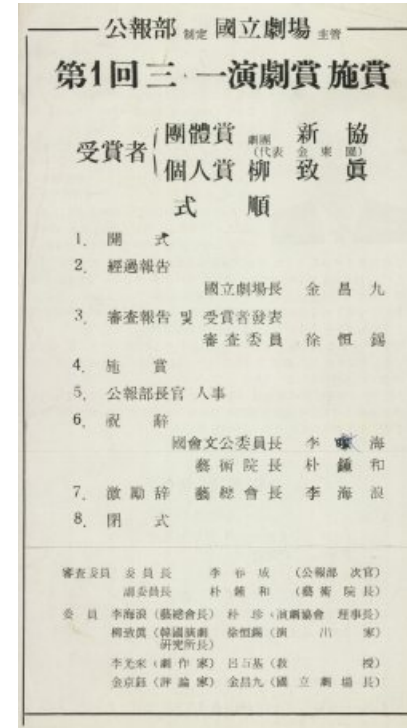 公報部 制定 國立劇場 主管
第1回 三·一演劇賞 施賞
受賞者
團體賞 劇團 新協
(代表 金東園)
個人賞 柳致眞
式順
1. 開式
2. 經過報告
國立劇場長 金昌九
3. 審査報告 및 受賞者發表
審査委員 徐恒錫
4. 施賞
5. 公報部長官 人事
6. 祝辭
國會文公委員長 李 海
藝術院長 朴鍾和
7. 激勵辞 藝總會長 李海浪
8. 閉式
審査委員 委員長 李 成 (公報部 次官)
副委員長 朴鍾和 (藝術院長)
委員 李海浪 (藝總會長) 朴珍 (演劇協會 理事長)
柳致眞 (韓國演劇研究所長) 徐恒錫 (演出家)
李光來 (劇作家) 呂石基 (敎授)
金京鈺 (評論家) 金昌九 (國立劇場長)